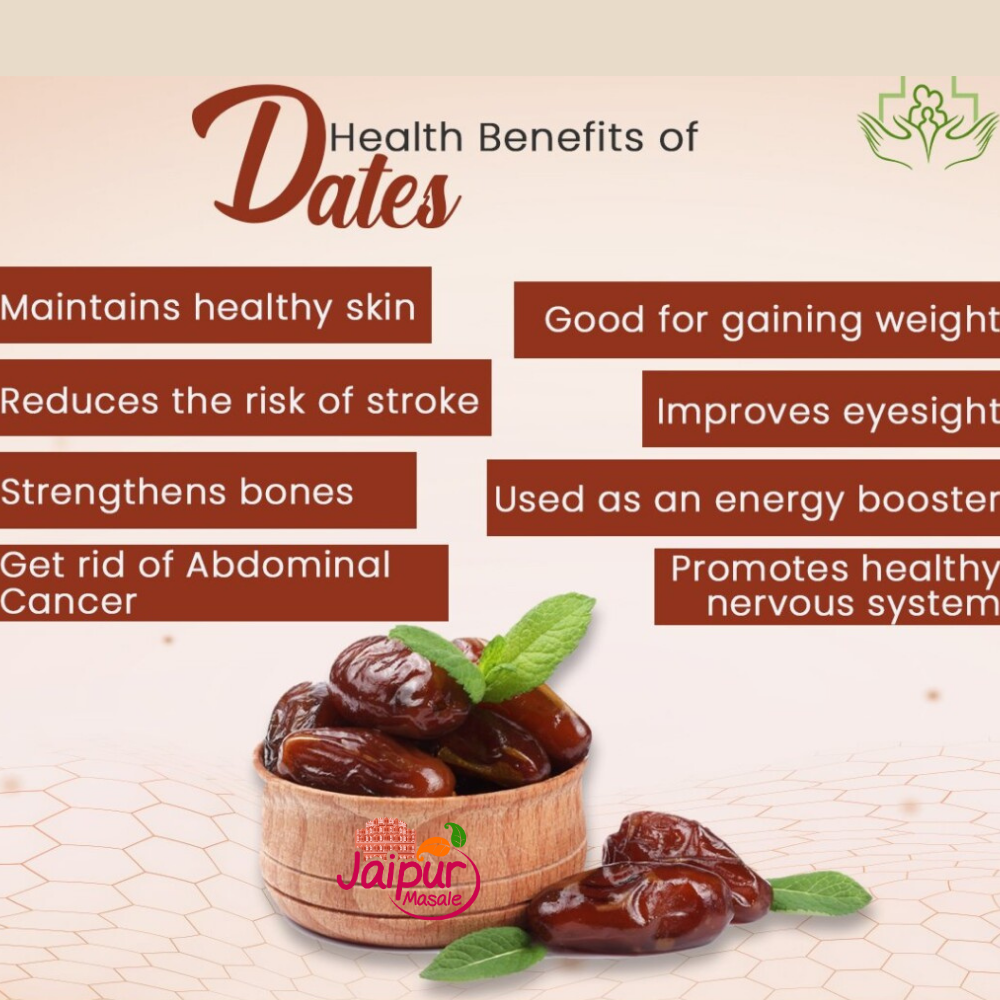 Health Benefits of
Dates
Maintains healthy skin
Reduces the risk of stroke
Strengthens bones
Get rid of Abdominal
Cancer
Good for gaining weight
Improves eyesight
Used as an energy booster
Promotes healthy
nervous system
Jaipur
Masale